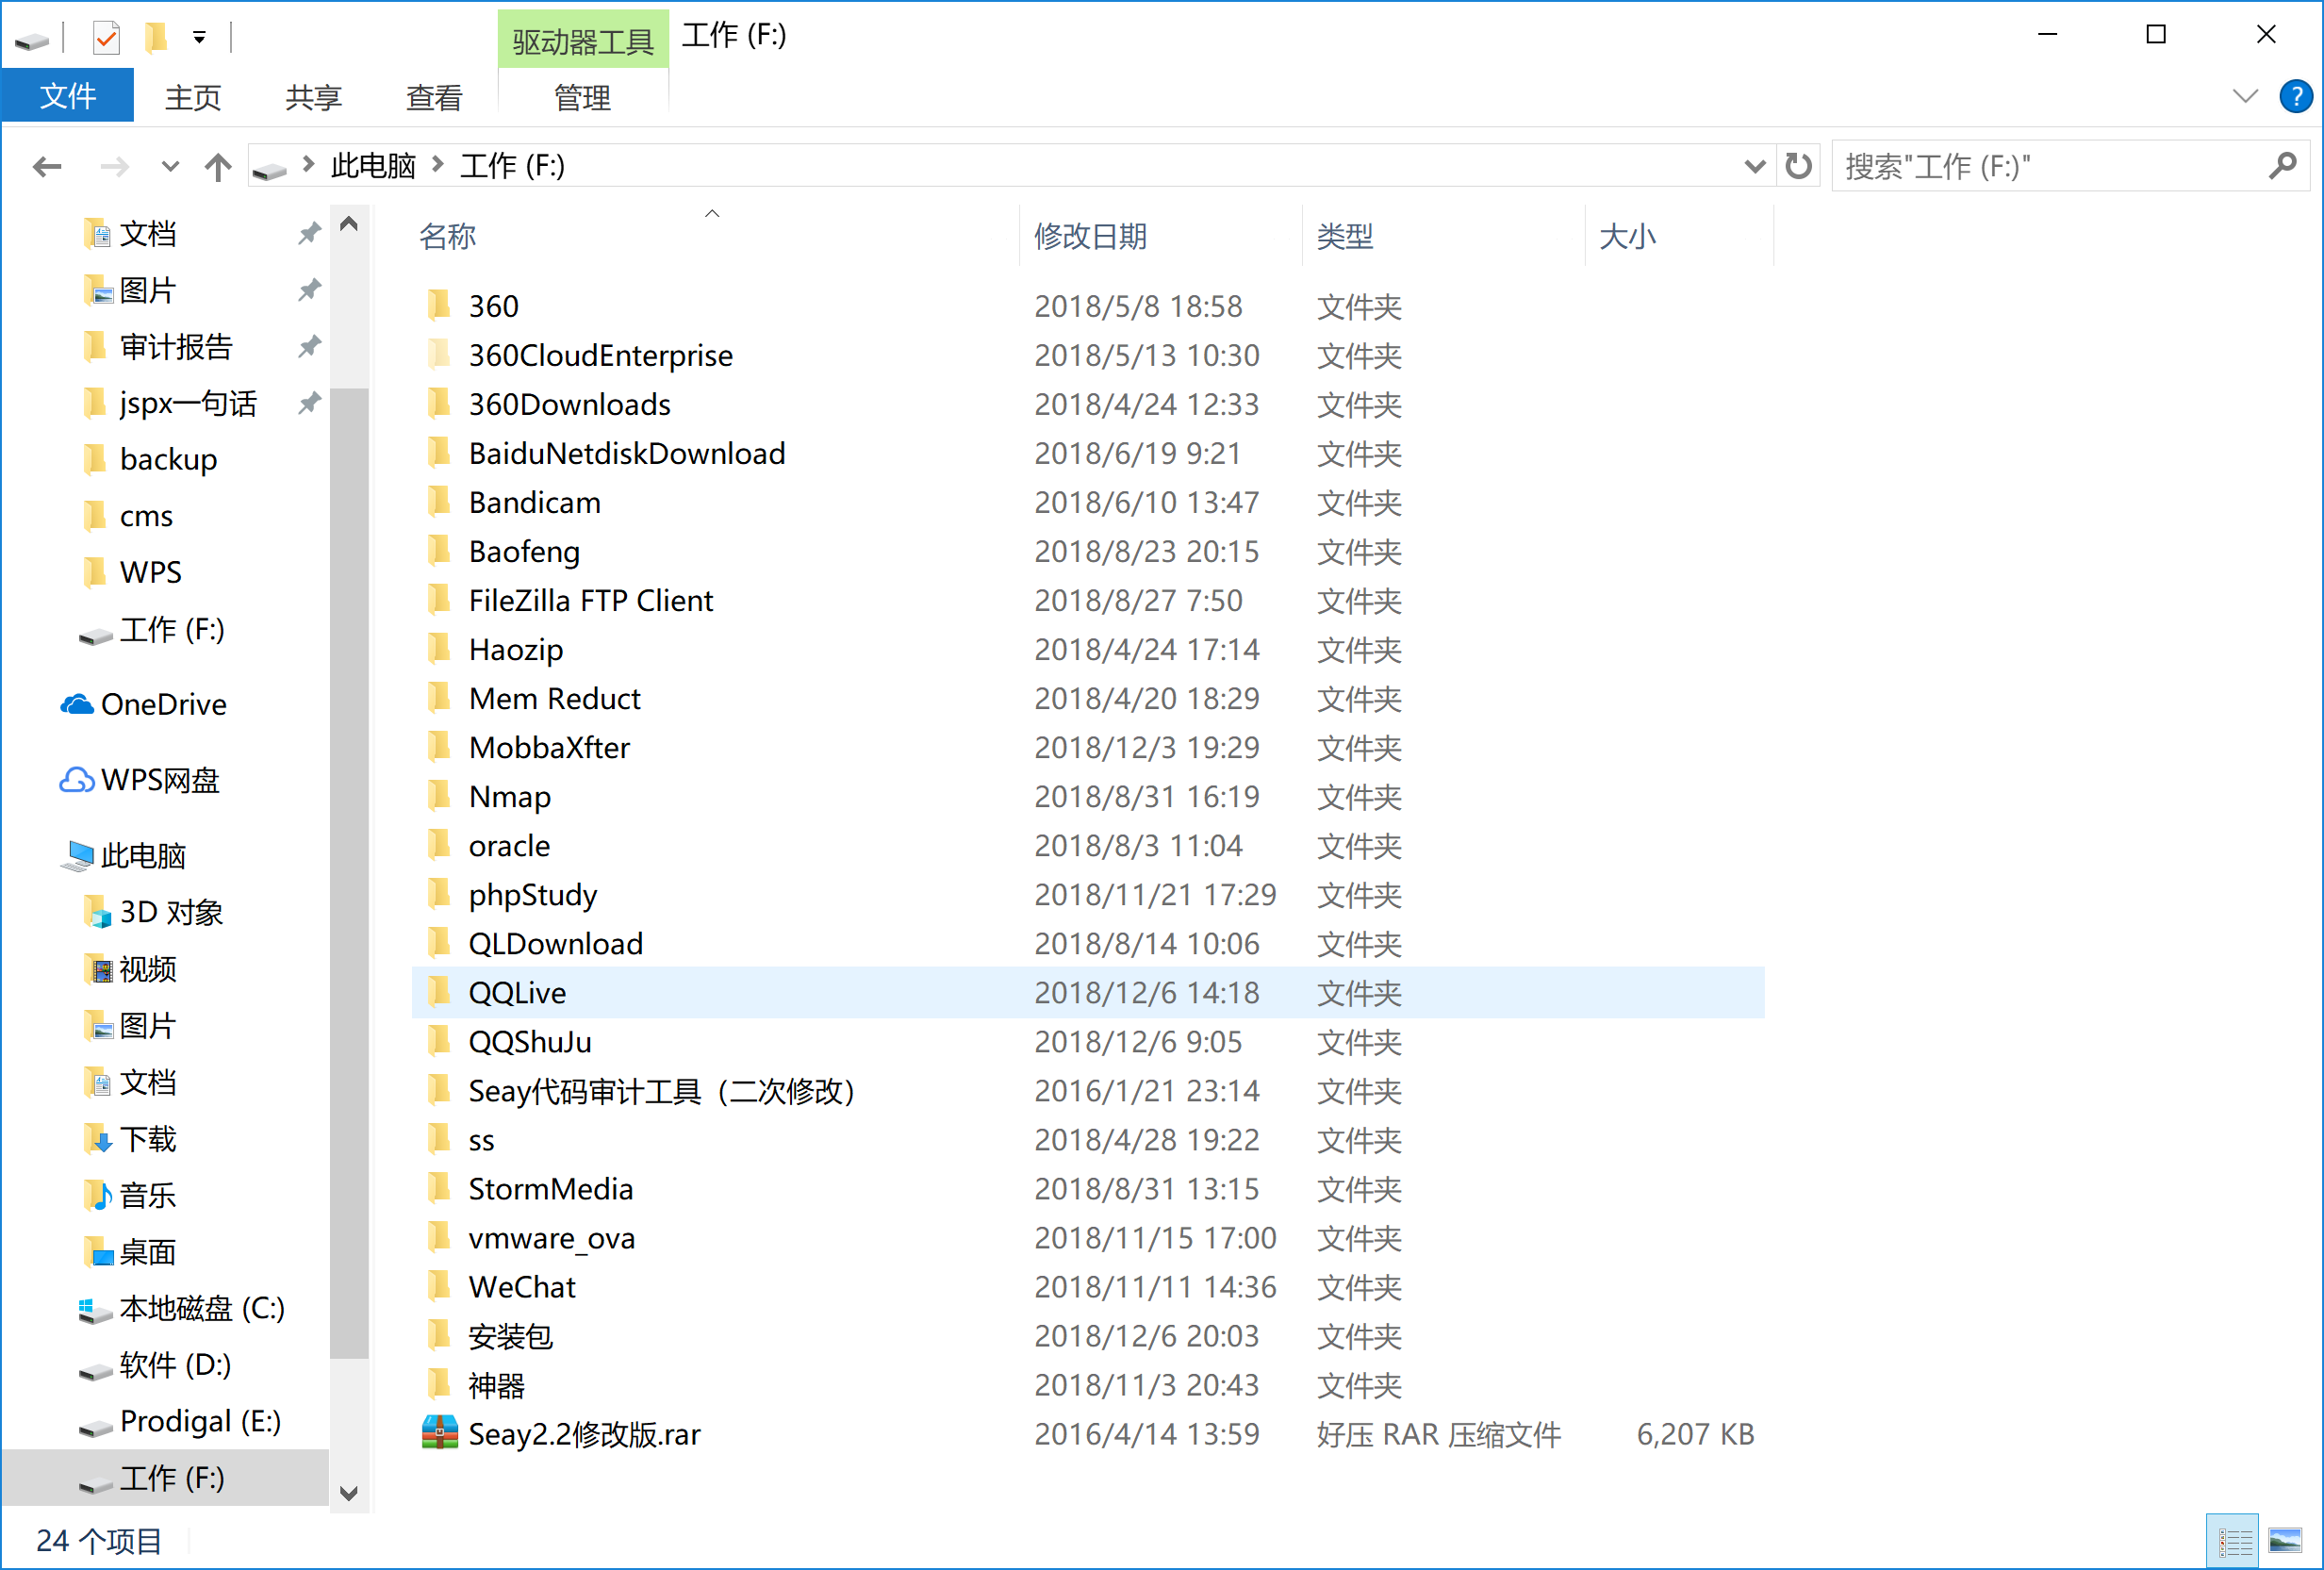 驱动器工具 工作 (F:)
文件 主页 共享 查看 管理
此电脑 工作 (F:) 搜索"工作 (F:)"
文档
图片
审计报告
jspx一句话
backup
cms
WPS
工作 (F:)
OneDrive
WPS网盘
此电脑
3D 对象
视频
图片
文档
下载
音乐
桌面
本地磁盘 (C:)
软件 (D:)
Prodigal (E:)
工作 (F:)
名称 修改日期 类型 大小
360 2018/5/8 18:58 文件夹
360CloudEnterprise 2018/5/13 10:30 文件夹
360Downloads 2018/4/24 12:33 文件夹
BaiduNetdiskDownload 2018/6/19 9:21 文件夹
Bandicam 2018/6/10 13:47 文件夹
Baofeng 2018/8/23 20:15 文件夹
FileZilla FTP Client 2018/8/27 7:50 文件夹
Haozip 2018/4/24 17:14 文件夹
Mem Reduct 2018/4/20 18:29 文件夹
MobbaXfter 2018/12/3 19:29 文件夹
Nmap 2018/8/31 16:19 文件夹
oracle 2018/8/3 11:04 文件夹
phpStudy 2018/11/21 17:29 文件夹
QLDownload 2018/8/14 10:06 文件夹
QQLive 2018/12/6 14:18 文件夹
QQShuJu 2018/12/6 9:05 文件夹
Seay代码审计工具（二次修改） 2016/1/21 23:14 文件夹
ss 2018/4/28 19:22 文件夹
StormMedia 2018/8/31 13:15 文件夹
vmware_ova 2018/11/15 17:00 文件夹
WeChat 2018/11/11 14:36 文件夹
安装包 2018/12/6 20:03 文件夹
神器 2018/11/3 20:43 文件夹
Seay2.2修改版.rar 2016/4/14 13:59 好压 RAR 压缩文件 6,207 KB
24 个项目